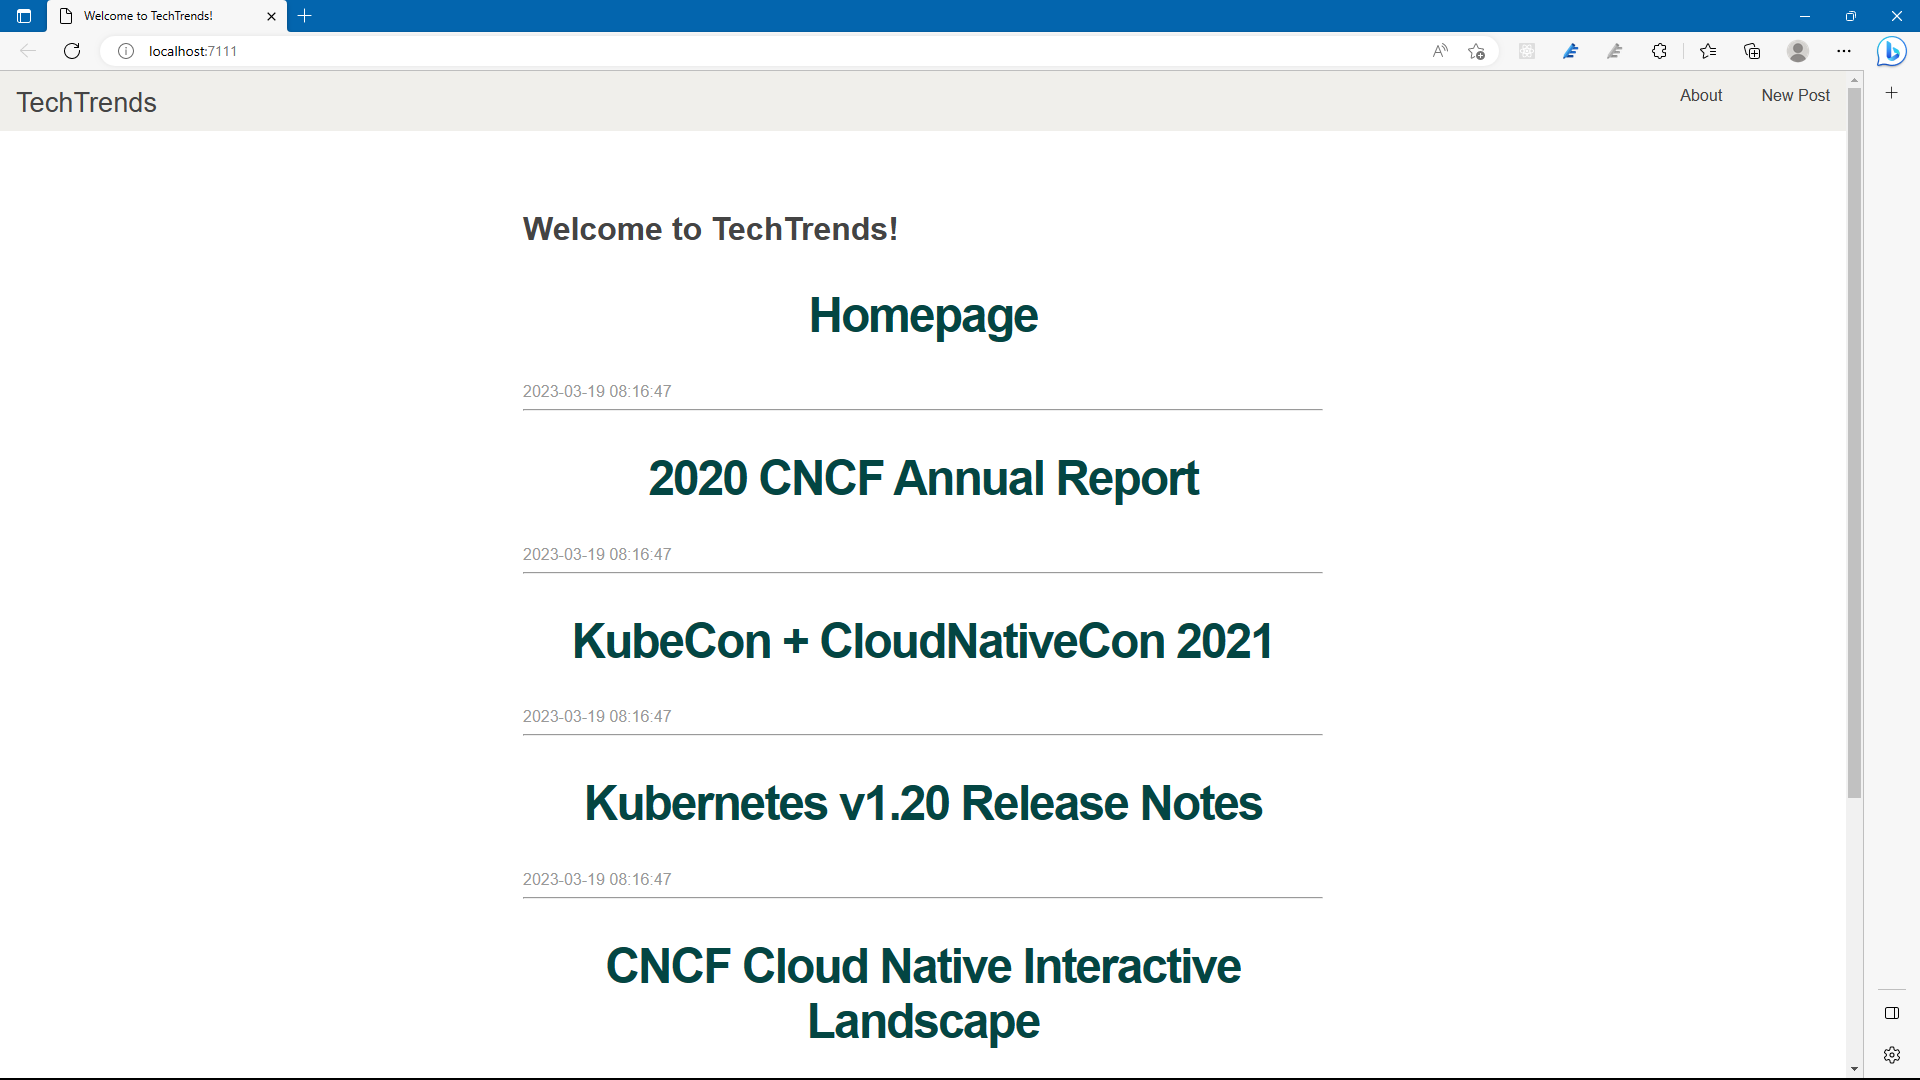 Welcome to TechTrends!
localhost:7111
TechTrends
About
New Post
Welcome to TechTrends!
Homepage
2023-03-19 08:16:47
2020 CNCF Annual Report
2023-03-19 08:16:47
KubeCon + CloudNativeCon 2021
2023-03-19 08:16:47
Kubernetes v1.20 Release Notes
2023-03-19 08:16:47
CNCF Cloud Native Interactive
Landscape